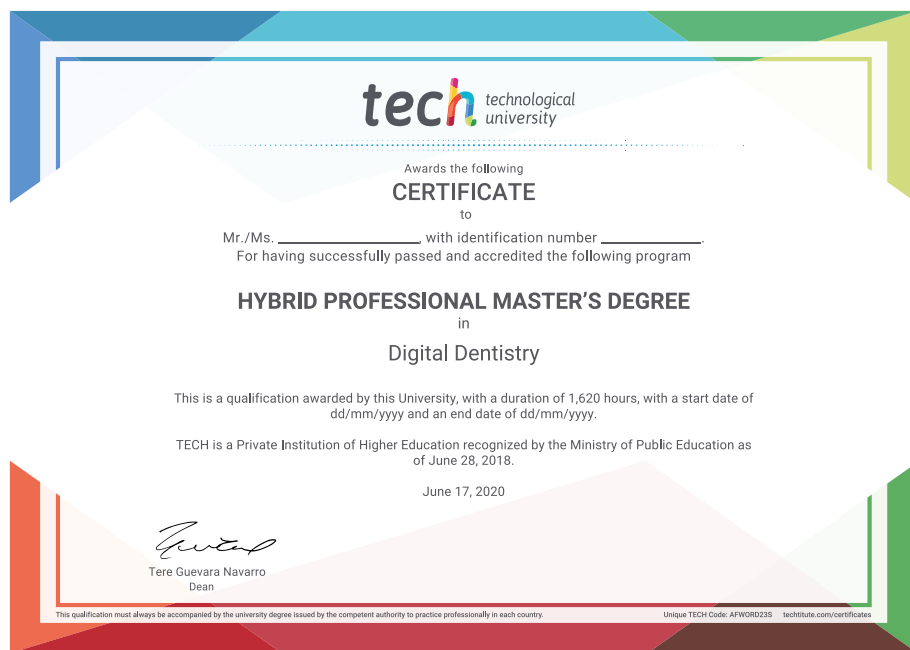 tech technological
university
Awards the following
CERTIFICATE
to
Mr./Ms. ____________________, with identification number ______________.
For having successfully passed and accredited the following program
HYBRID PROFESSIONAL MASTER'S DEGREE
in
Digital Dentistry
This is a qualification awarded by this University, with a duration of 1,620 hours, with a start date of
dd/mm/yyyy and an end date of dd/mm/yyyy.
TECH is a Private Institution of Higher Education recognized by the Ministry of Public Education as
of June 28, 2018.
June 17, 2020
Tere Guevara Navarro
Dean
This qualification must always be accompanied by the university degree issued by the competent authority to practice professionally in each country. Unique TECH Code: AFWORD23S techtitute.com/certificates